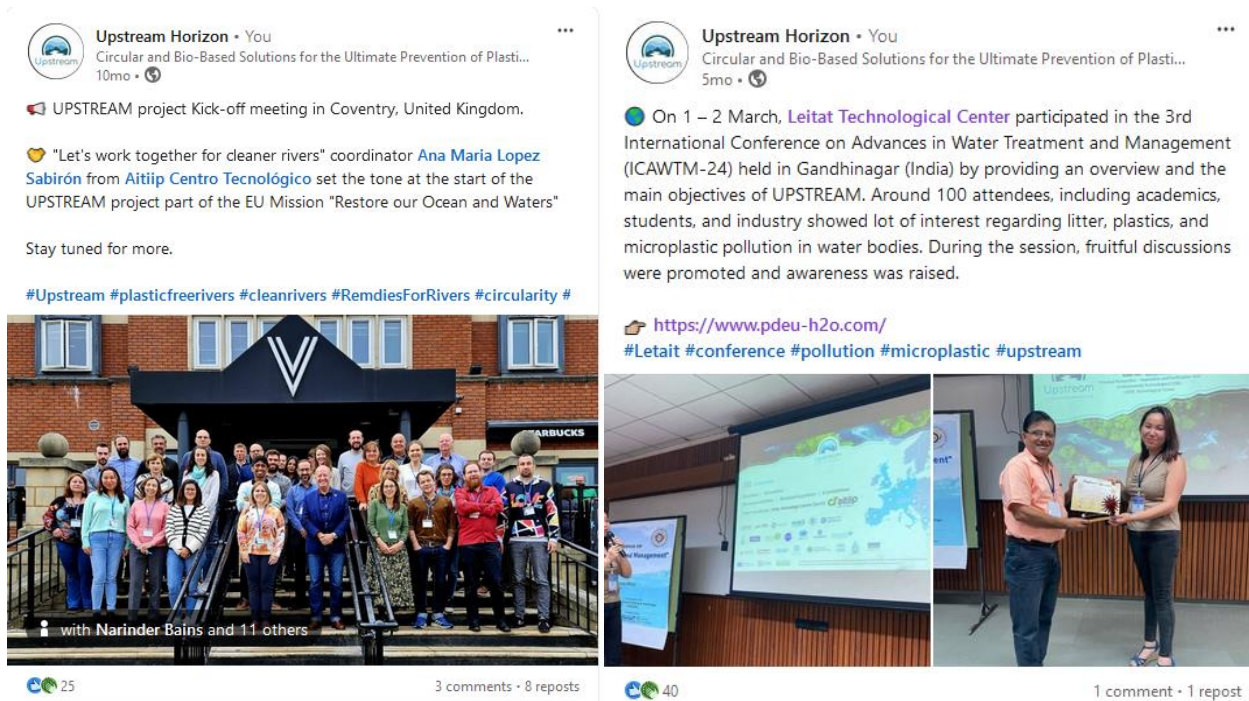 Upstream
Upstream Horizon • You
Circular and Bio-Based Solutions for the Ultimate Prevention of Plasti...
10mo •
UPSTREAM project Kick-off meeting in Coventry, United Kingdom.
"Let's work together for cleaner rivers" coordinator Ana Maria Lopez
Sabirón from Aitiip Centro Tecnológico set the tone at the start of the
UPSTREAM project part of the EU Mission "Restore our Ocean and Waters"
Stay tuned for more.
#Upstream #plasticfreerivers #cleanrivers #RemdiesForRivers #circularity #
STARBUCKS
with Narinder Bains and 11 others
25
3 comments • 8 reposts
Upstream
Upstream Horizon • You
Circular and Bio-Based Solutions for the Ultimate Prevention of Plasti...
5mo •
On 1 – 2 March, Leitat Technological Center participated in the 3rd
International Conference on Advances in Water Treatment and Management
(ICAWTM-24) held in Gandhinagar (India) by providing an overview and the
main objectives of UPSTREAM. Around 100 attendees, including academics,
students, and industry showed lot of interest regarding litter, plastics, and
microplastic pollution in water bodies. During the session, fruitful discussions
were promoted and awareness was raised.
https://www.pdeu-h2o.com/
#Letait #conference #pollution #microplastic #upstream
aitiip
Management"
Upstream
40
1 comment • 1 repost